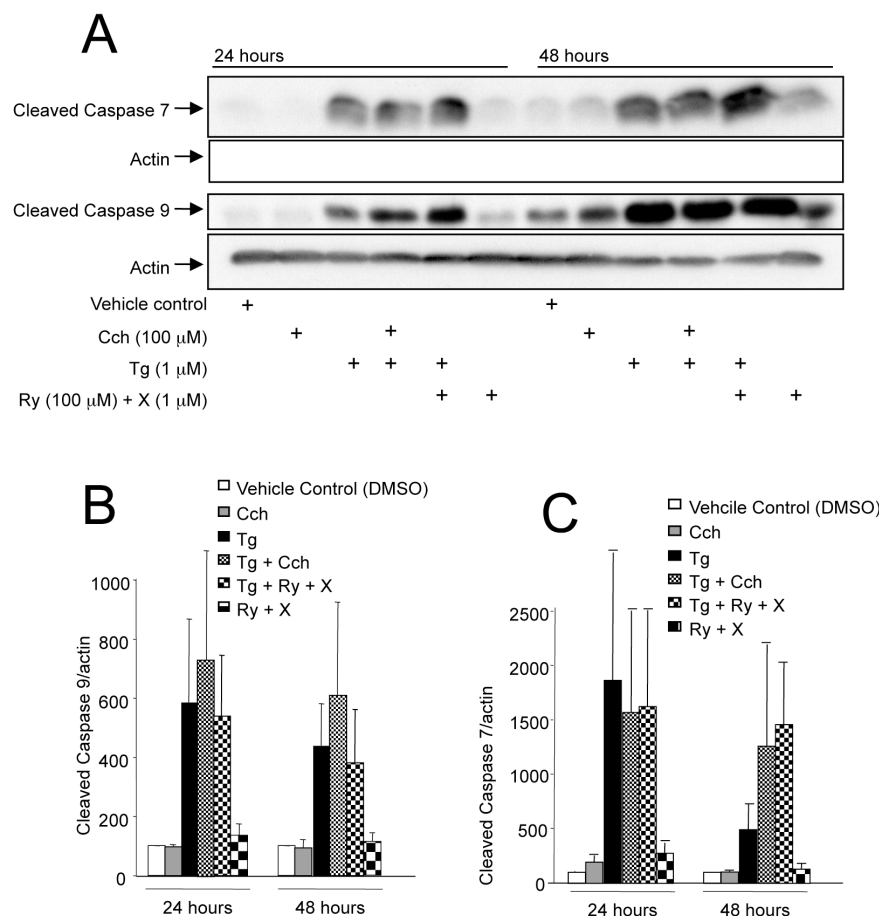 A
24 hours 48 hours
Cleaved Caspase 7
Actin
Cleaved Caspase 9
Actin
Vehicle control + +
Cch (100 μM) + + + +
Tg (1 μM) + + + + + +
Ry (100 μM) + X (1 μM) + + + +
B
Vehicle Control (DMSO)
Cch
Tg
Tg + Cch
Tg + Ry + X
Ry + X
Cleaved Caspase 9/actin
1000
800
600
400
200
0
24 hours 48 hours
C
Vehcile Control (DMSO)
Cch
Tg
Tg + Cch
Tg + Ry + X
Ry + X
Cleaved Caspase 7/actin
2500
2000
1500
1000
500
0
24 hours 48 hours